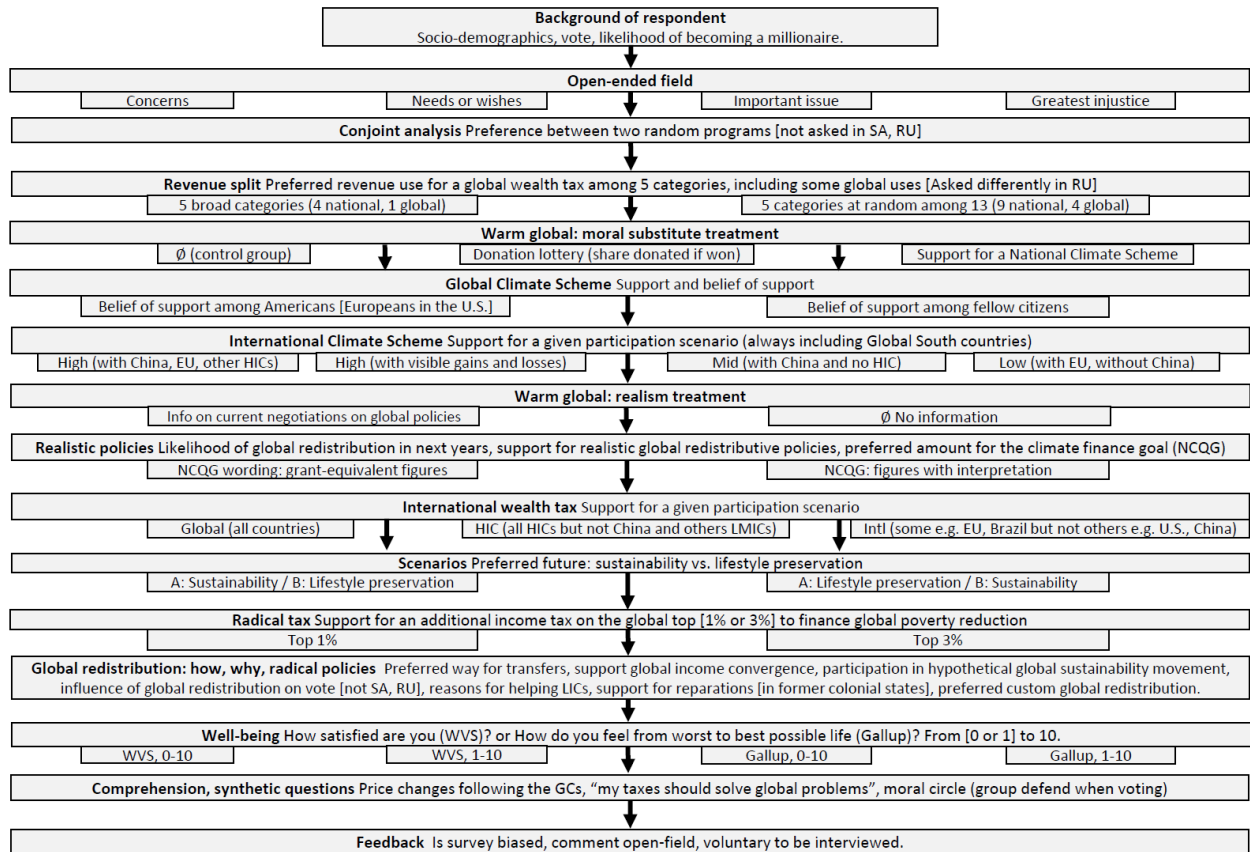 Background of respondent
Socio-demographics, vote, likelihood of becoming a millionaire.
Open-ended field
Concerns
Needs or wishes
Important issue
Greatest injustice
Conjoint analysis Preference between two random programs [not asked in SA, RU]
Revenue split Preferred revenue use for a global wealth tax among 5 categories, including some global uses [Asked differently in RU]
5 broad categories (4 national, 1 global)
5 categories at random among 13 (9 national, 4 global)
Warm global: moral substitute treatment
Ø (control group)
Donation lottery (share donated if won)
Support for a National Climate Scheme
Global Climate Scheme Support and belief of support
Belief of support among Americans [Europeans in the U.S.]
Belief of support among fellow citizens
International Climate Scheme Support for a given participation scenario (always including Global South countries)
High (with China, EU, other HICs)
High (with visible gains and losses)
Mid (with China and no HIC)
Low (with EU, without China)
Warm global: realism treatment
Info on current negotiations on global policies
Ø No information
Realistic policies Likelihood of global redistribution in next years, support for realistic global redistributive policies, preferred amount for the climate finance goal (NCQG)
NCQG wording: grant-equivalent figures
NCQG: figures with interpretation
International wealth tax Support for a given participation scenario
Global (all countries)
HIC (all HICs but not China and others LMICs)
Intl (some e.g. EU, Brazil but not others e.g. U.S., China)
Scenarios Preferred future: sustainability vs. lifestyle preservation
A: Sustainability / B: Lifestyle preservation
A: Lifestyle preservation / B: Sustainability
Radical tax Support for an additional income tax on the global top [1% or 3%] to finance global poverty reduction
Top 1%
Top 3%
Global redistribution: how, why, radical policies Preferred way for transfers, support global income convergence, participation in hypothetical global sustainability movement,
influence of global redistribution on vote [not SA, RU], reasons for helping LICs, support for reparations [in former colonial states], preferred custom global redistribution.
Well-being How satisfied are you (WVS)? or How do you feel from worst to best possible life (Gallup)? From [0 or 1] to 10.
WVS, 0-10
WVS, 1-10
Gallup, 0-10
Gallup, 1-10
Comprehension, synthetic questions Price changes following the GCs, “my taxes should solve global problems”, moral circle (group defend when voting)
Feedback Is survey biased, comment open-field, voluntary to be interviewed.